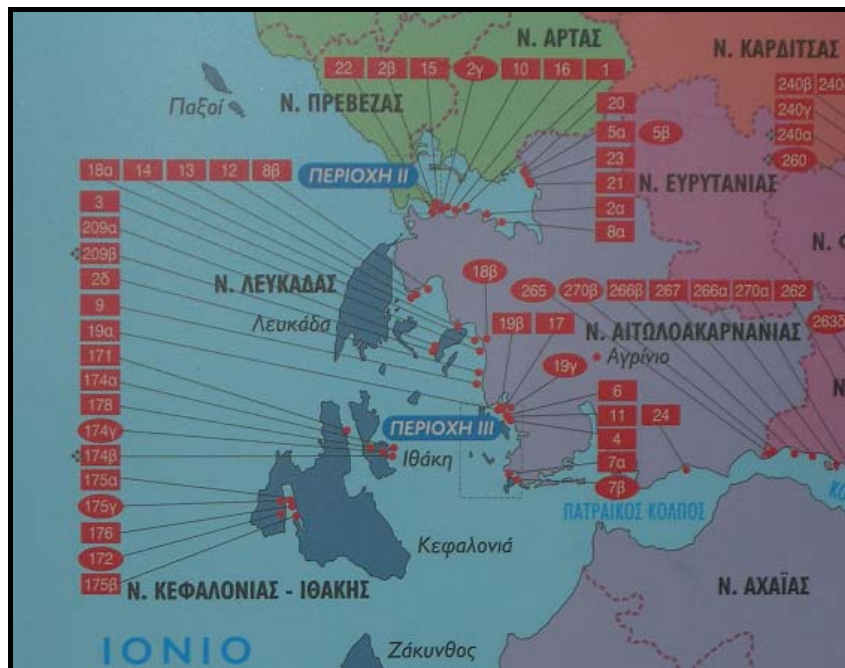 Ν. ΑΡΤΑΣ
Ν. ΚΑΡΔΙΤΣΑΣ
22 2β 15 2γ 10 16 1
240β
Παξοί
Ν. ΠΡΕΒΕΖΑΣ
20
240γ
5α 5β
240α
18α 14 13 12 8β
ΠΕΡΙΟΧΗ ΙΙ
23
260
3
21
Ν. ΕΥΡΥΤΑΝΙΑΣ
209α
2α
209β
8α
2δ
Ν. ΛΕΥΚΑΔΑΣ
18β
265 270β 266β 267 266α 270α 262
9
Λευκάδα
19β 17
Ν. ΑΙΤΩΛΟΑΚΑΡΝΑΝΙΑΣ
263δ
19α
171
19γ
Αγρίνιο
174α
6
178
ΠΕΡΙΟΧΗ ΙΙΙ
11 24
174γ
4
174β
Ιθάκη
7α
175α
7β
175γ
ΠΑΤΡΑΪΚΟΣ ΚΟΛΠΟΣ
176
Κεφαλονιά
172
175β
Ν. ΚΕΦΑΛΟΝΙΑΣ - ΙΘΑΚΗΣ
Ν. ΑΧΑΪΑΣ
ΙΟΝΙΟ
Ζάκυνθος